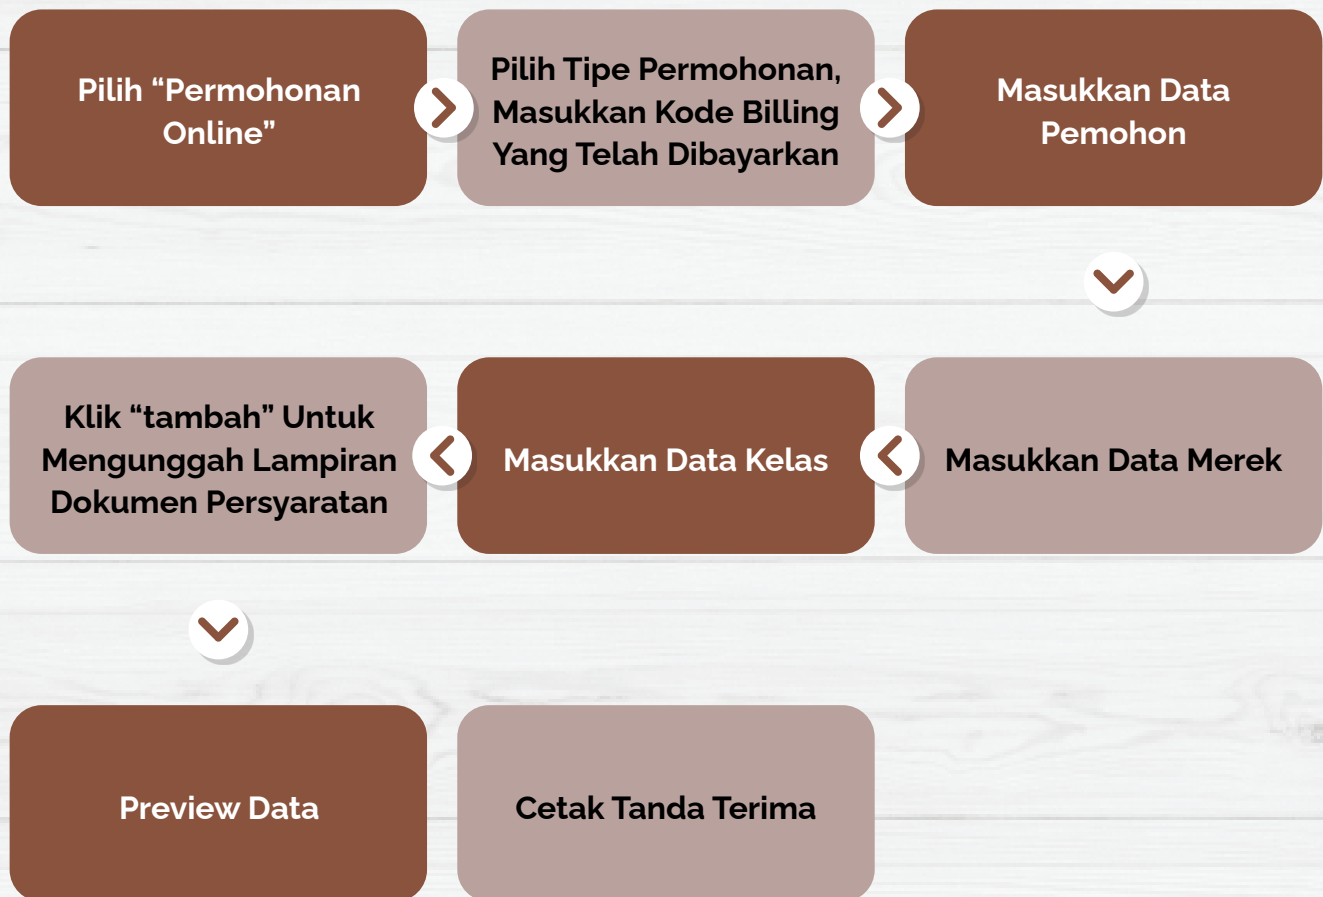 Pilih “Permohonan
Online”
Pilih Tipe Permohonan,
Masukkan Kode Billing
Yang Telah Dibayarkan
Masukkan Data
Pemohon
Masukkan Data Merek
Masukkan Data Kelas
Klik “tambah” Untuk
Mengunggah Lampiran
Dokumen Persyaratan
Preview Data
Cetak Tanda Terima